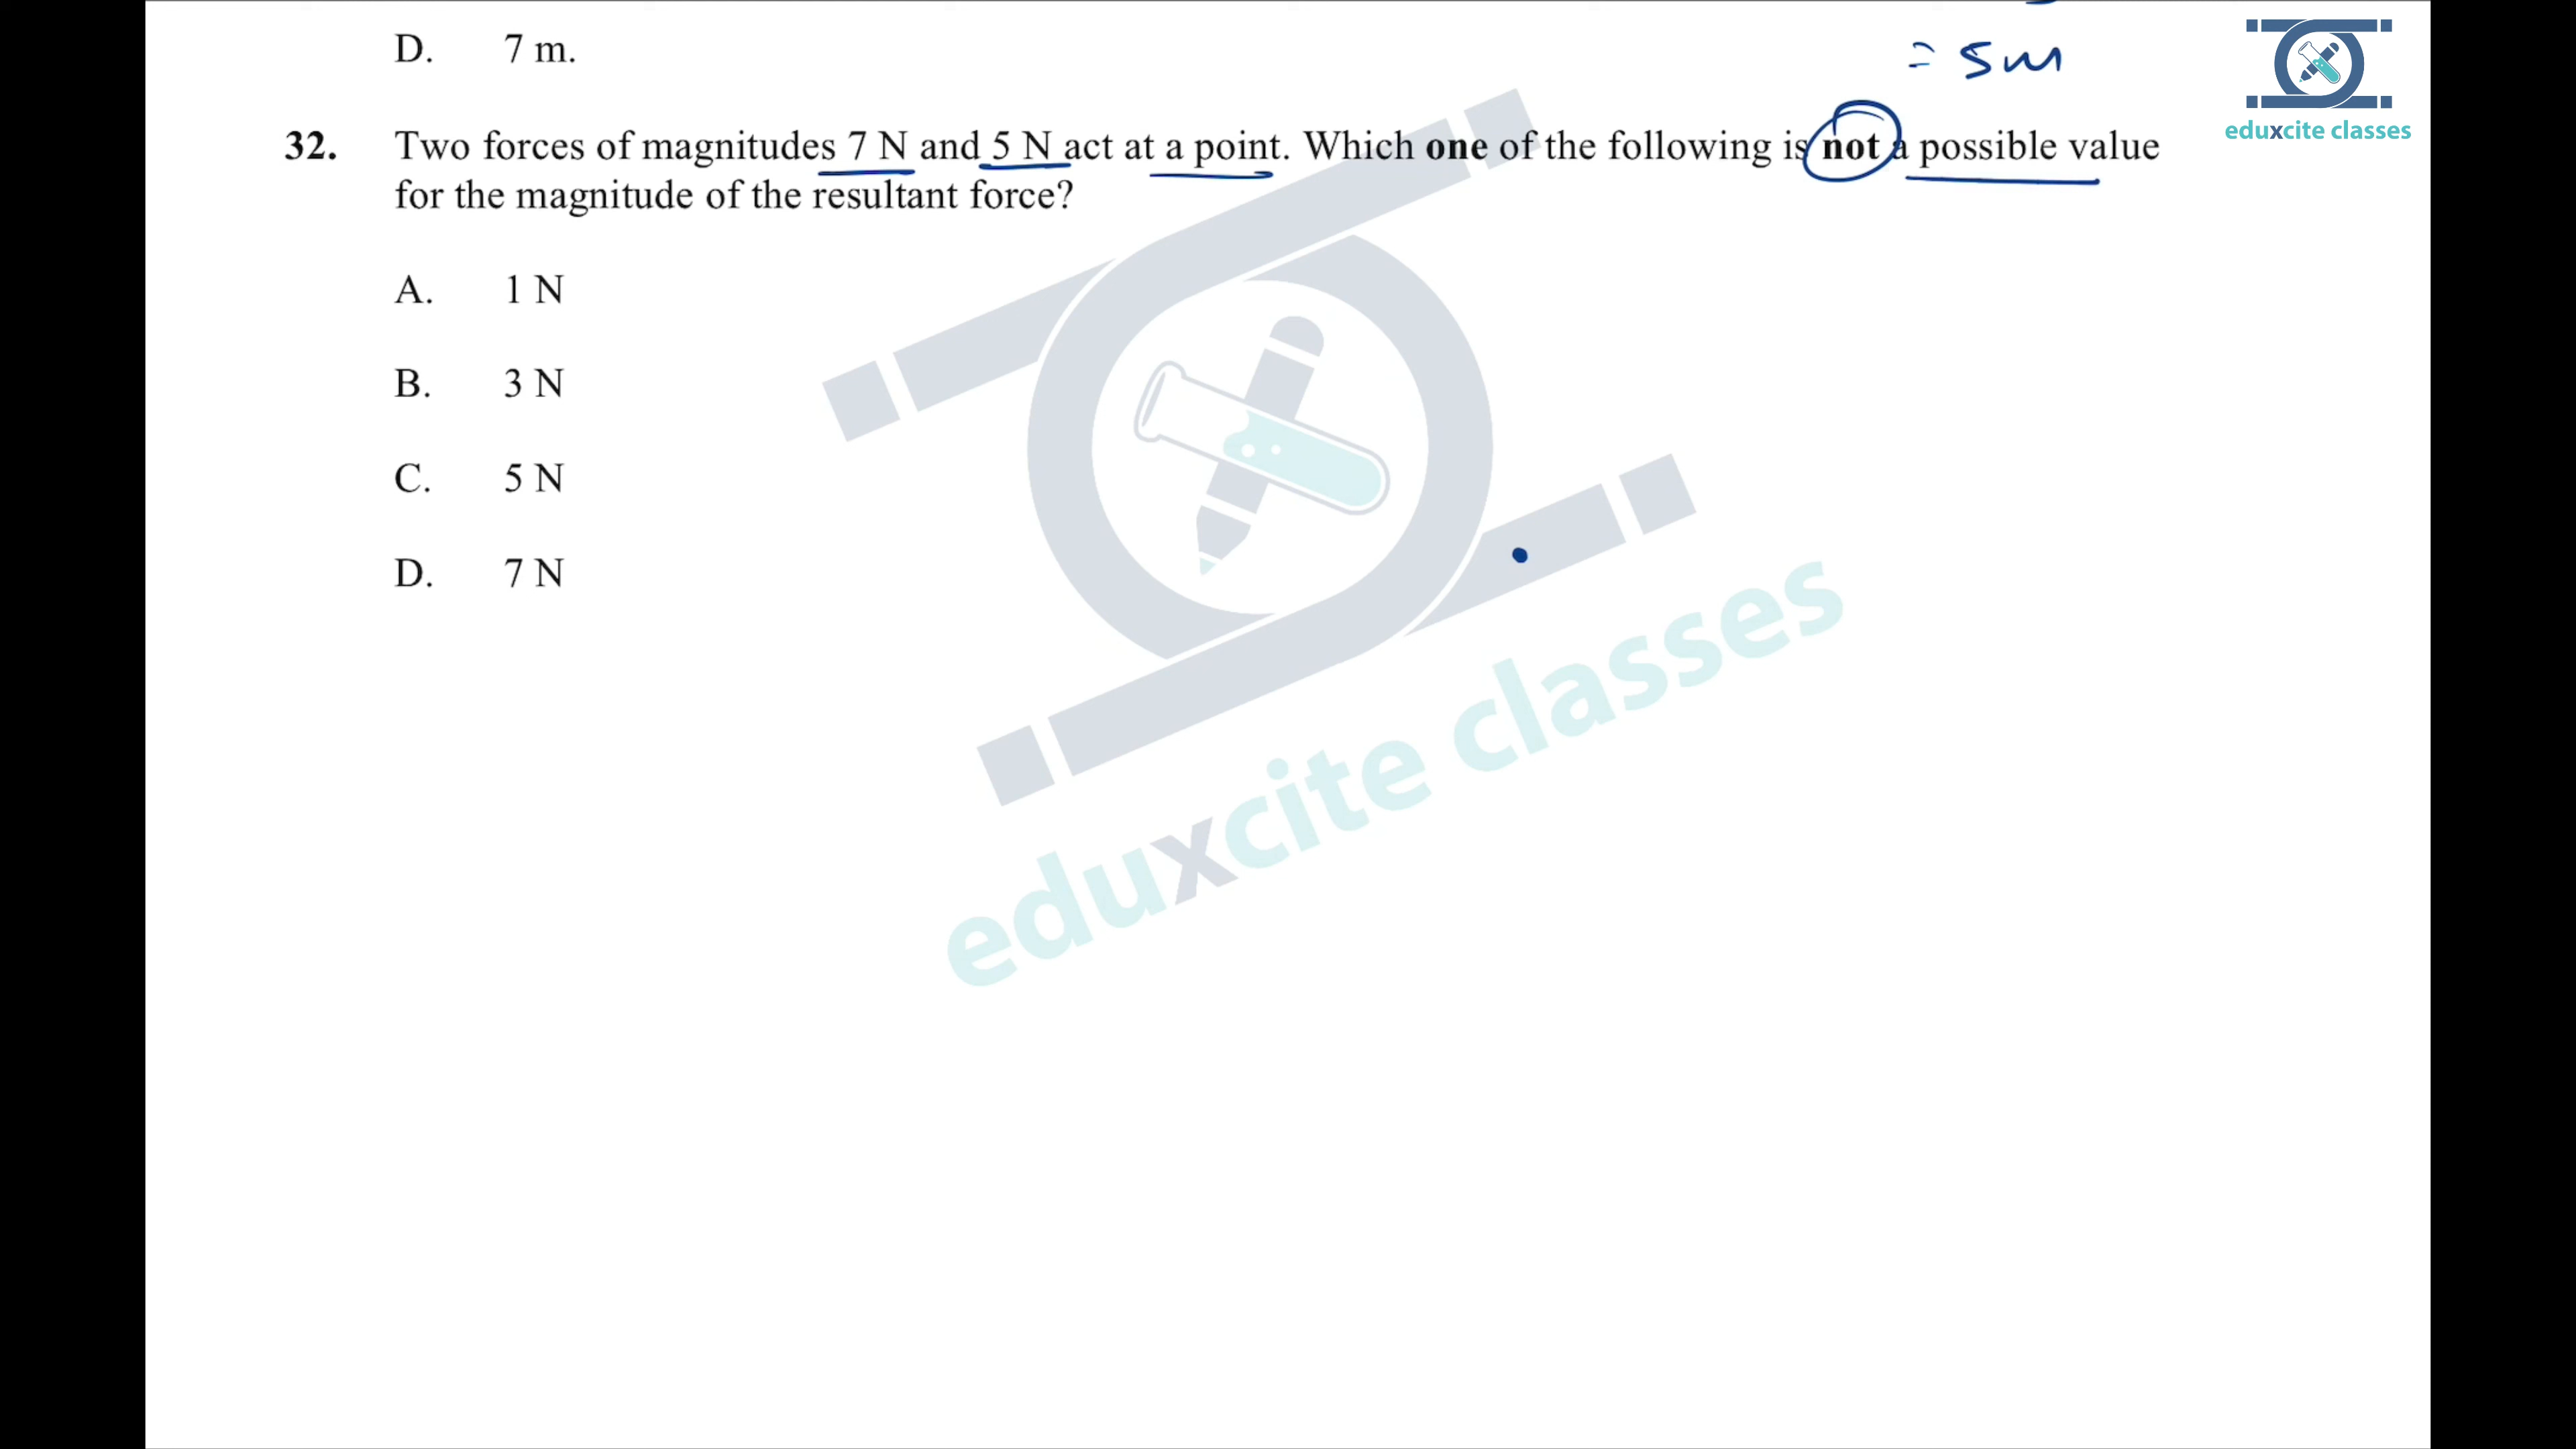 D. 7 m.
= 5m
eduxcite classes
32. Two forces of magnitudes 7 N and 5 N act at a point. Which one of the following is not a possible value
for the magnitude of the resultant force?
A. 1 N
B. 3 N
C. 5 N
D. 7 N
eduxcite classes